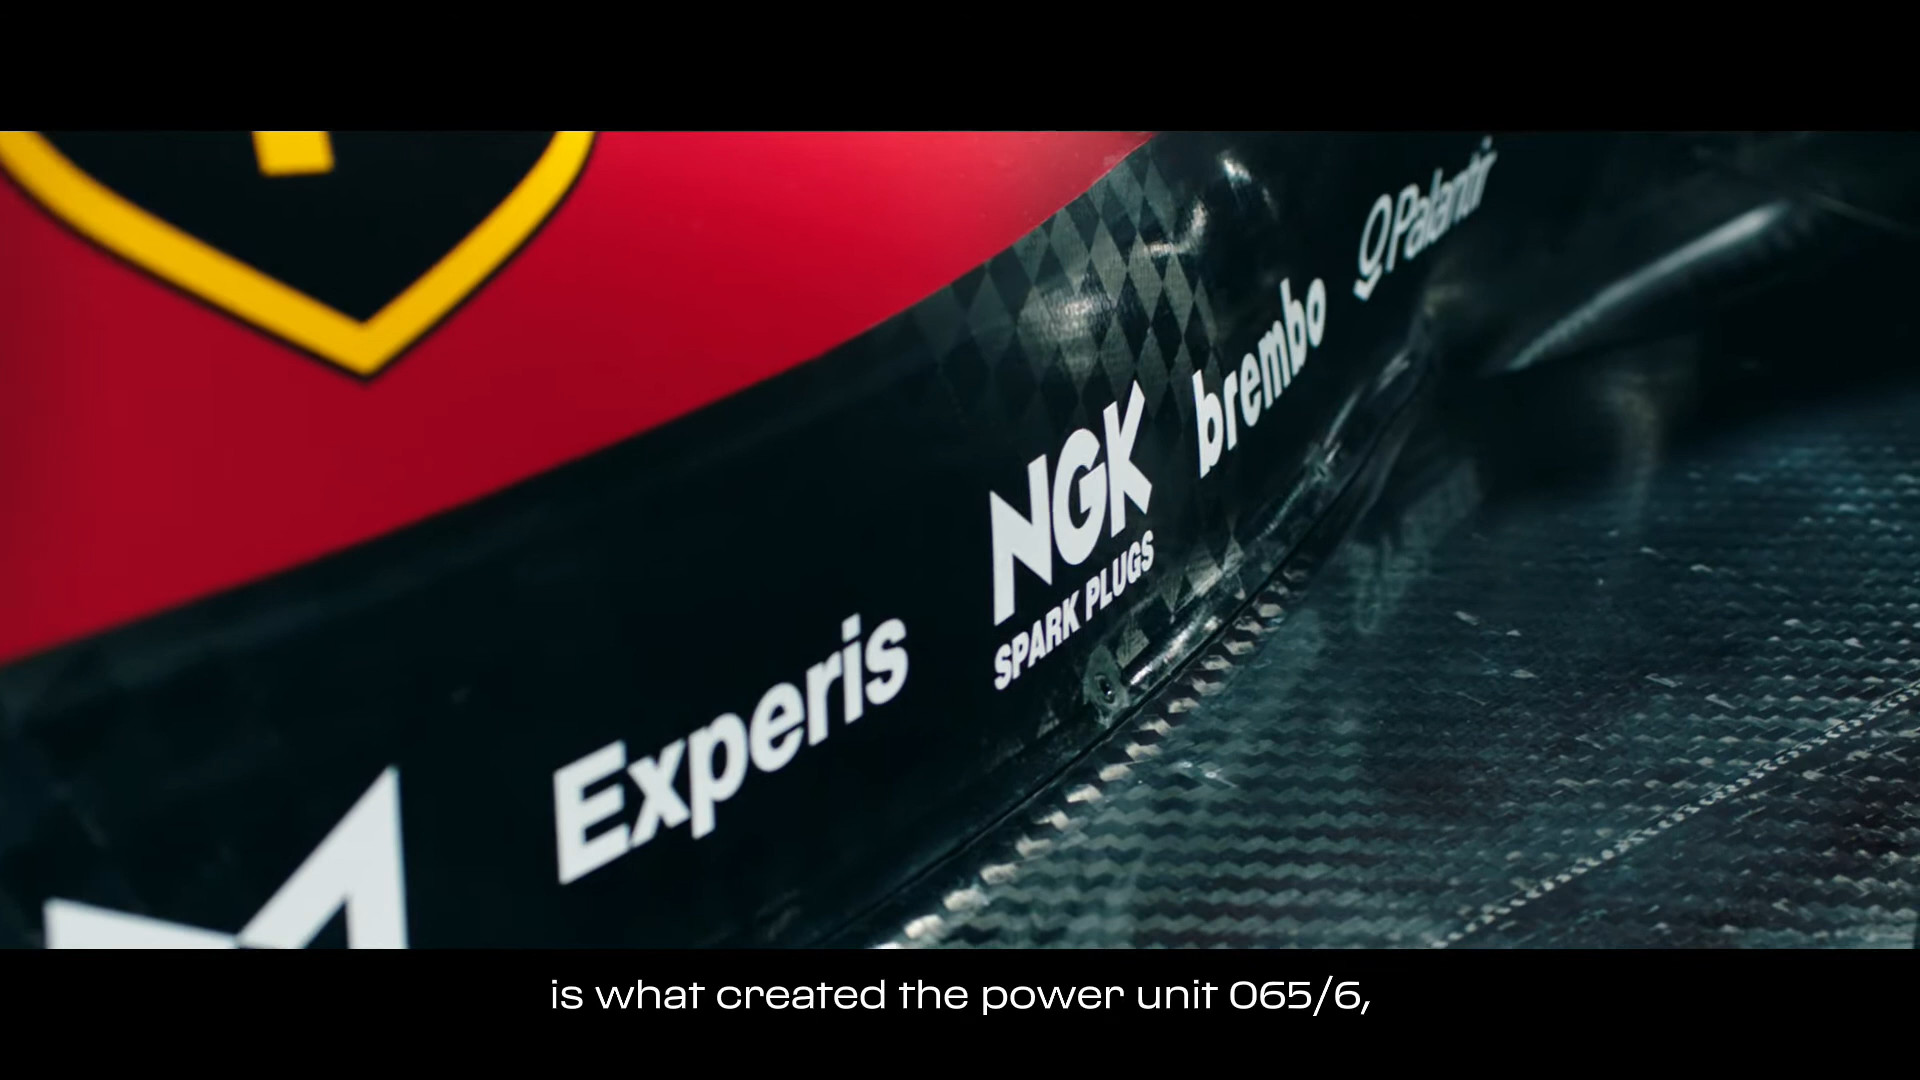 Palantir
brembo
NGK
SPARK PLUGS
Experis
is what created the power unit 065/6,